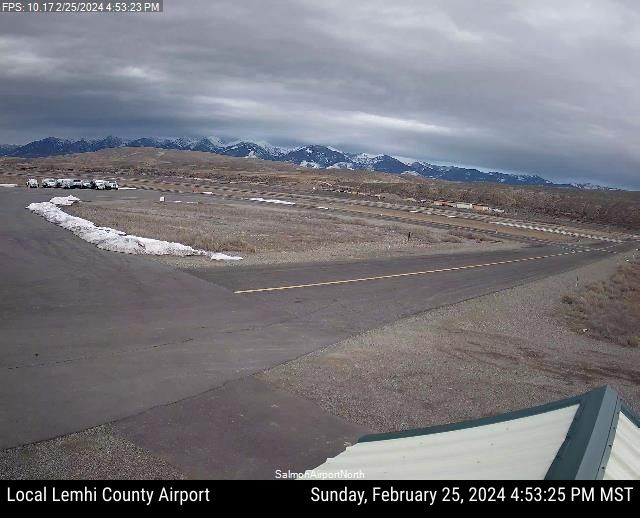 FPS: 10.17 2/25/2024 4:53:23 PM
SalmonAirportNorth
Local Lemhi County Airport Sunday, February 25, 2024 4:53:25 PM MST